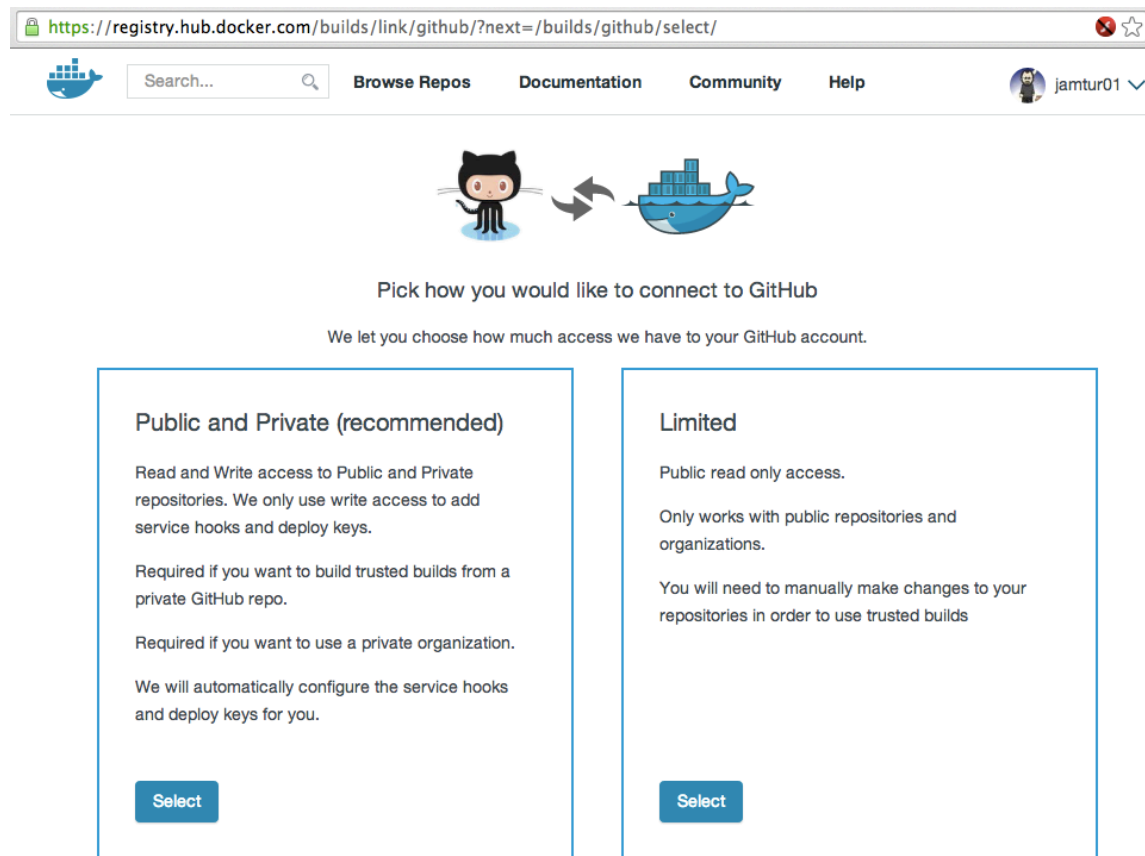 https://registry.hub.docker.com/builds/link/github/?next=/builds/github/select/
Search... Browse Repos Documentation Community Help jamtur01
Pick how you would like to connect to GitHub
We let you choose how much access we have to your GitHub account.
Public and Private (recommended)
Read and Write access to Public and Private
repositories. We only use write access to add
service hooks and deploy keys.
Required if you want to build trusted builds from a
private GitHub repo.
Required if you want to use a private organization.
We will automatically configure the service hooks
and deploy keys for you.
Select
Limited
Public read only access.
Only works with public repositories and
organizations.
You will need to manually make changes to your
repositories in order to use trusted builds
Select